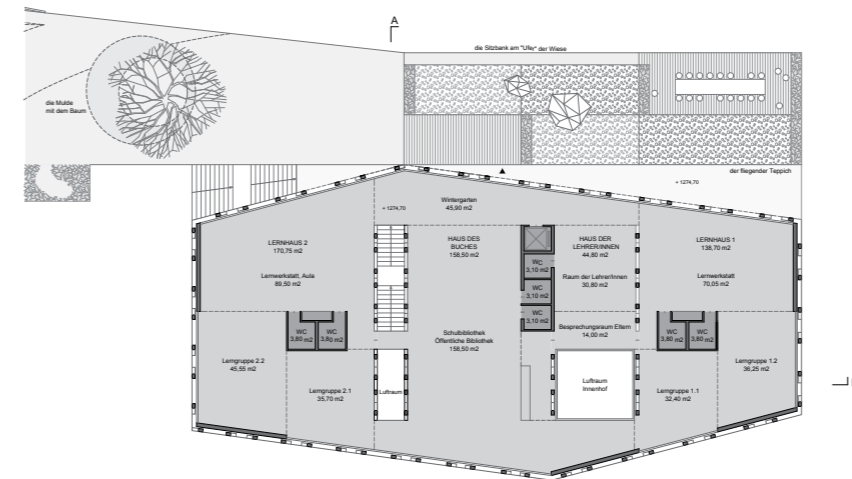 A
die Sitzbank am "Ufer" der Wiese
die Mulde
mit dem Baum
der fliegender Teppich
+ 1274,70
+ 1274,70
Wintergarten
45,90 m2
LERNHAUS 2
170,75 m2
Lernwerkstatt, Aula
89,50 m2
HAUS DES
BUCHES
158,50 m2
WC
3,10 m2
WC
3,10 m2
WC
3,10 m2
HAUS DER
LEHRER/INNEN
44,80 m2
Raum der Lehrer/Innen
30,80 m2
LERNHAUS 1
138,70 m2
Lernwerkstatt
70,05 m2
Besprechungsraum Eltern
14,00 m2
Schulbibliothek
Öffentliche Bibliothek
158,50 m2
WC
3,80 m2
WC
3,80 m2
WC
3,80 m2
WC
3,80 m2
Lerngruppe 2.2
45,55 m2
Lerngruppe 2.1
35,70 m2
Luftraum
Luftraum
Innenhof
Lerngruppe 1.1
32,40 m2
Lerngruppe 1.2
36,25 m2